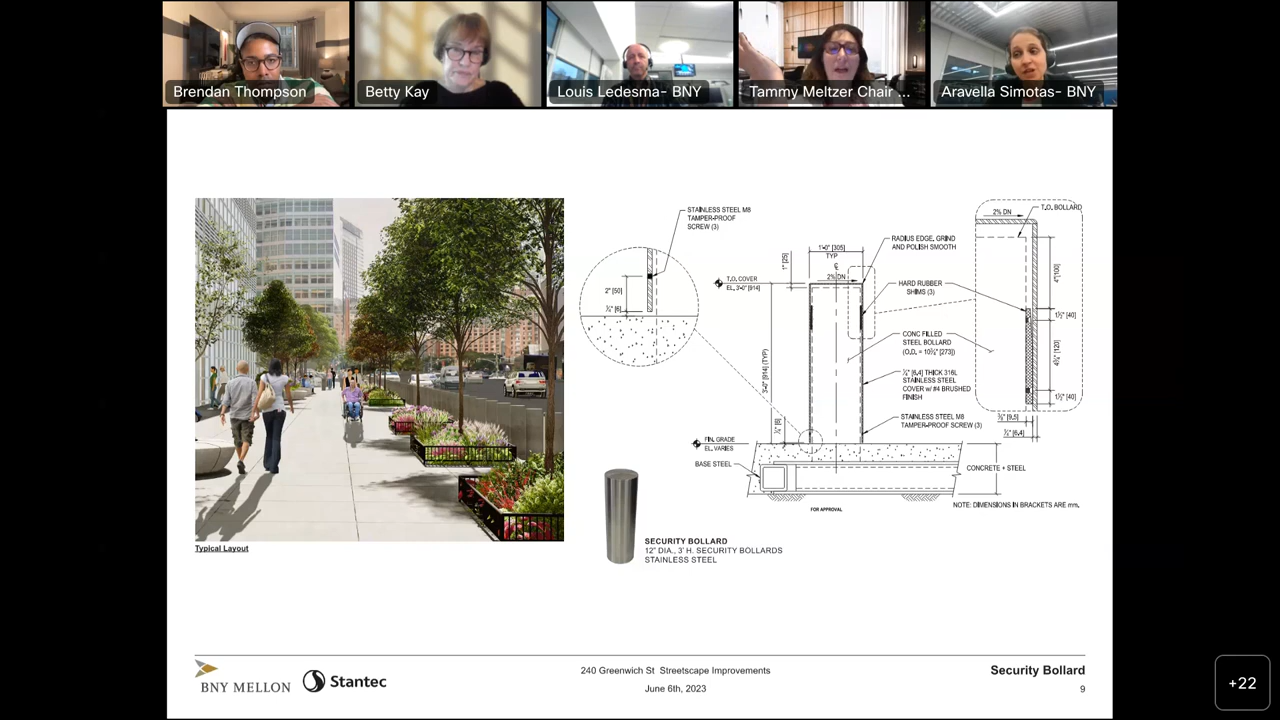 Brendan Thompson
Betty Kay
Louis Ledesma- BNY
Tammy Meltzer Chair ...
Aravella Simotas- BNY
STAINLESS STEEL M8
TAMPER-PROOF
SCREW (3)
2" [50]
¼" [6]
T.O. COVER
EL. 3'-0" [914]
1" [25]
1'-0" [305]
TYP
2% DN
RADIUS EDGE, GRIND
AND POLISH SMOOTH
HARD RUBBER
SHIMS (3)
CONC FILLED
STEEL BOLLARD
(O.D. = 10¾" [273])
¼" [6,4] THICK 316L
STAINLESS STEEL
COVER w/ #4 BRUSHED
FINISH
STAINLESS STEEL M8
TAMPER-PROOF SCREW (3)
3'-0" [914] (TYP)
¼" [6]
FIN. GRADE
EL. VARIES
BASE STEEL
CONCRETE + STEEL
2% DN
T.O. BOLLARD
4" [100]
1½" [40]
4¾" [120]
1½" [40]
⅜" [9,5]
¼" [6,4]
NOTE: DIMENSIONS IN BRACKETS ARE mm.
FOR APPROVAL
Typical Layout
SECURITY BOLLARD
12" DIA., 3' H. SECURITY BOLLARDS
STAINLESS STEEL
BNY MELLON
Stantec
240 Greenwich St Streetscape Improvements
June 6th, 2023
Security Bollard
9
+22